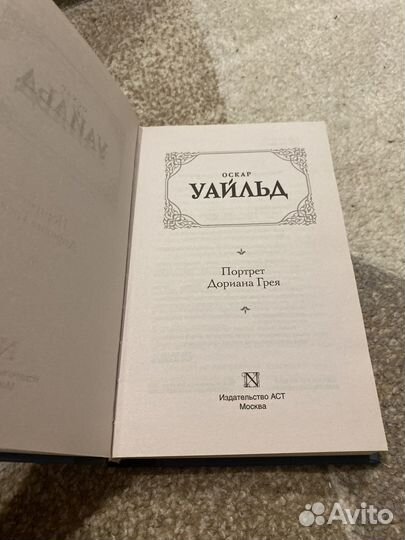 ОСКАР
УАЙЛЬД
Портрет
Дориана Грея
N
Издательство АСТ
Москва
Avito